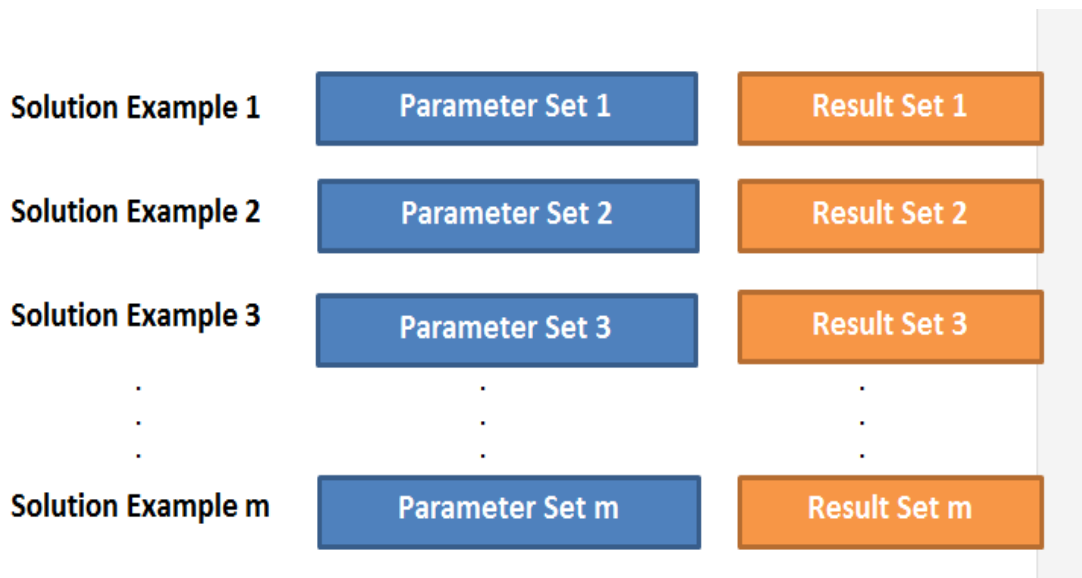 Solution Example 1 Parameter Set 1 Result Set 1
Solution Example 2 Parameter Set 2 Result Set 2
Solution Example 3 Parameter Set 3 Result Set 3
. . .
. . .
. . .
Solution Example m Parameter Set m Result Set m